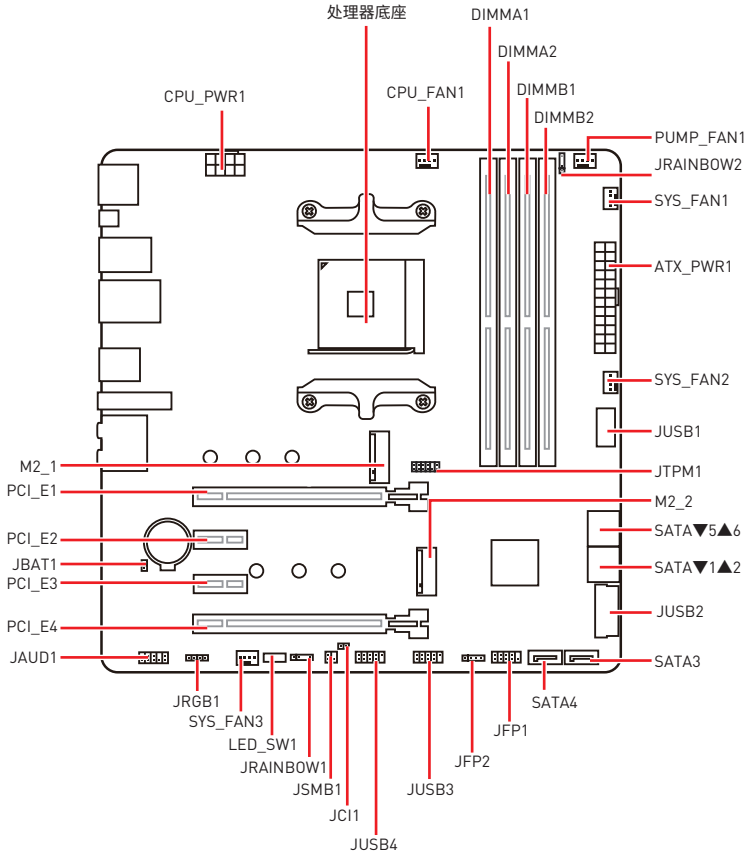 处理器底座
DIMMA1
DIMMA2
CPU_FAN1
DIMMB1
CPU_PWR1
DIMMB2
PUMP_FAN1
JRAINBOW2
SYS_FAN1
ATX_PWR1
SYS_FAN2
JUSB1
M2_1
JTPM1
PCI_E1
M2_2
SATA▼5▲6
PCI_E2
JBAT1
SATA▼1▲2
PCI_E3
JUSB2
PCI_E4
JAUD1
SATA3
JRGB1
SATA4
SYS_FAN3
JFP1
LED_SW1
JFP2
JRAINBOW1
JSMB1
JUSB3
JCI1
JUSB4